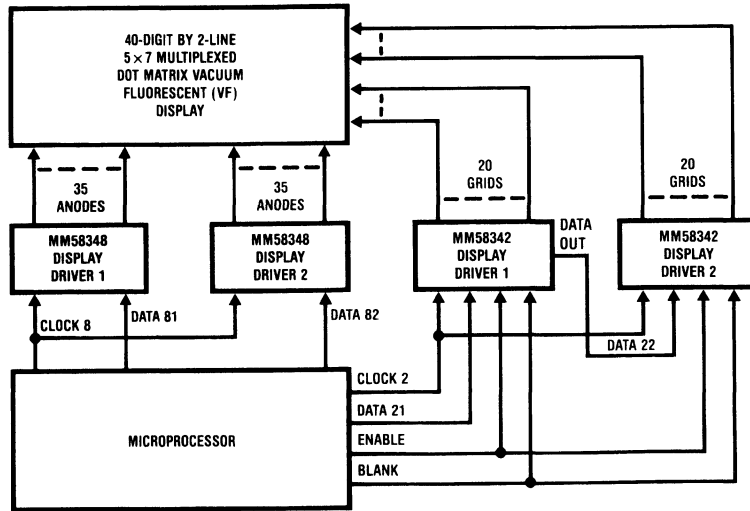 40-DIGIT BY 2-LINE
5 × 7 MULTIPLEXED
DOT MATRIX VACUUM
FLUORESCENT (VF)
DISPLAY
35
ANODES
35
ANODES
20
GRIDS
20
GRIDS
MM58348
DISPLAY
DRIVER 1
MM58348
DISPLAY
DRIVER 2
MM58342
DISPLAY
DRIVER 1
DATA
OUT
MM58342
DISPLAY
DRIVER 2
CLOCK 8
DATA 81
DATA 82
DATA 22
MICROPROCESSOR
CLOCK 2
DATA 21
ENABLE
BLANK